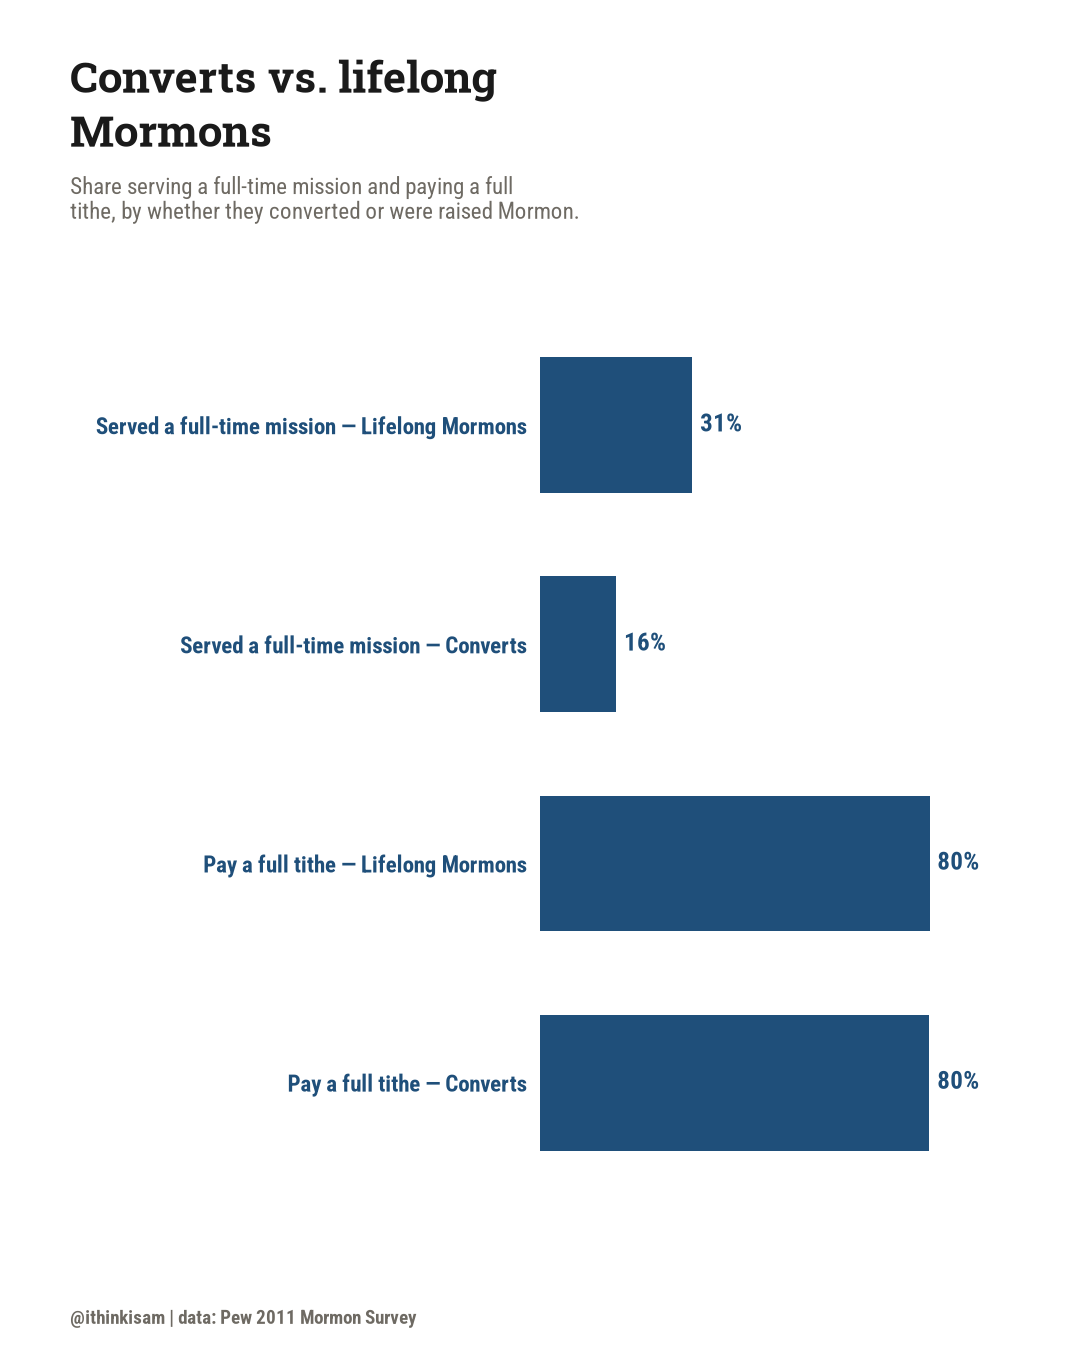 Converts vs. lifelong
Mormons
Share serving a full-time mission and paying a full
tithe, by whether they converted or were raised Mormon.
Served a full-time mission — Lifelong Mormons
31%
Served a full-time mission — Converts
16%
Pay a full tithe — Lifelong Mormons
80%
Pay a full tithe — Converts
80%
@ithinkisam | data: Pew 2011 Mormon Survey